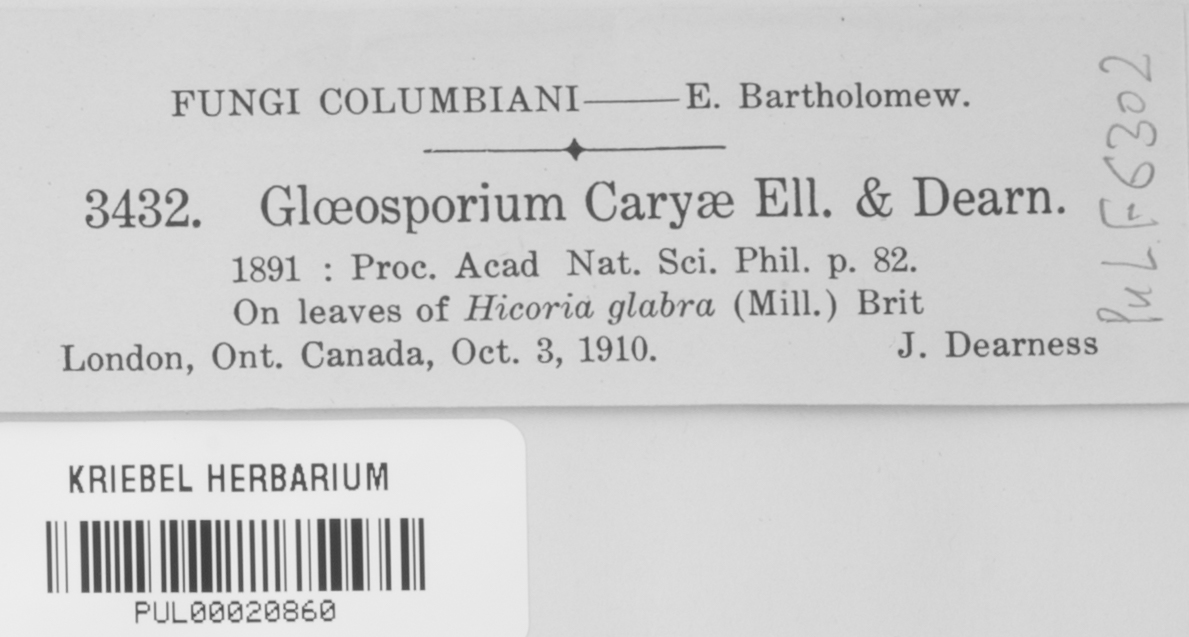 FUNGI COLUMBIANI——E. Bartholomew.
3432. Glœosporium Caryæ Ell. & Dearn.
1891 : Proc. Acad Nat. Sci. Phil. p. 82.
On leaves of Hicoria glabra (Mill.) Brit
London, Ont. Canada, Oct. 3, 1910. J. Dearness
PUL F6302
KRIEBEL HERBARIUM
PUL00020860